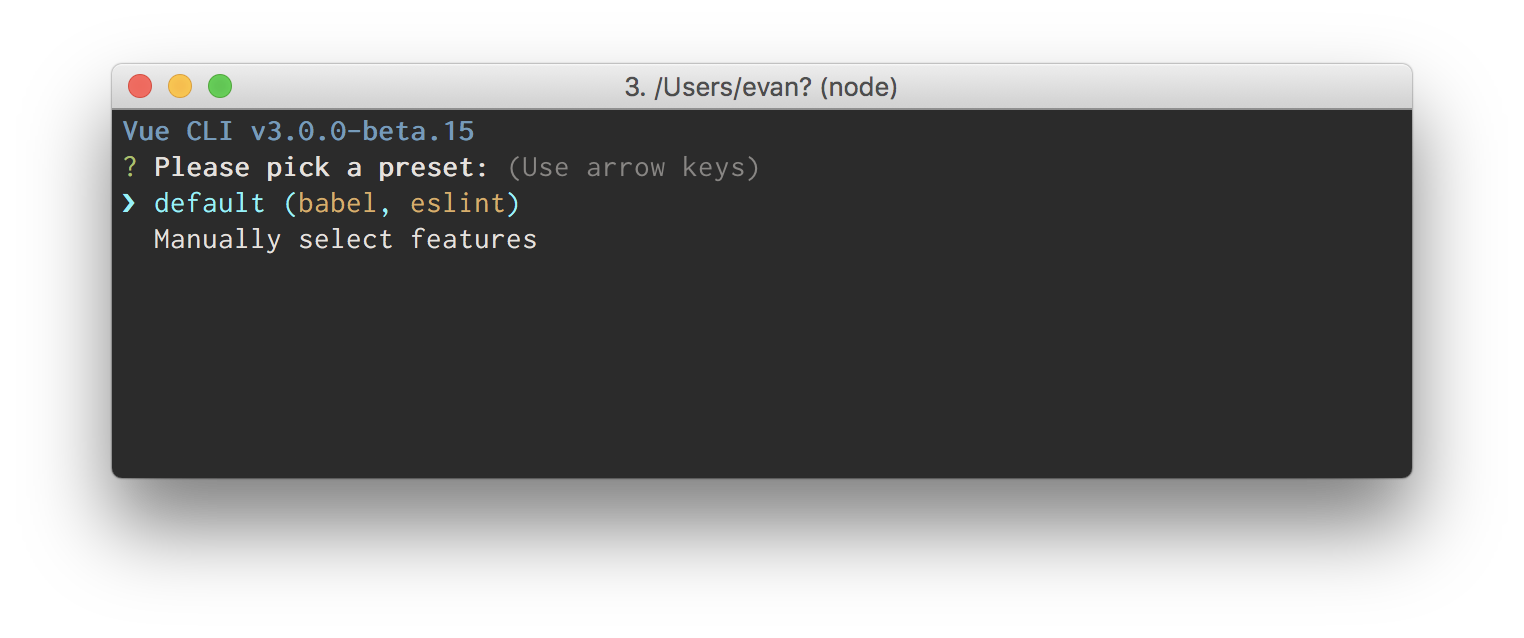 3. /Users/evan? (node)
Vue CLI v3.0.0-beta.15
? Please pick a preset: (Use arrow keys)
❯ default (babel, eslint)
Manually select features